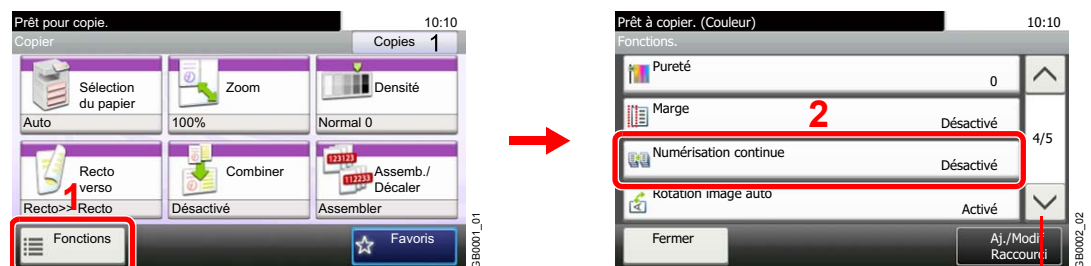 Prêt pour copie.
10:10
Copier
Copies 1
Sélection
du papier
Auto
Zoom
100%
Densité
Normal 0
Recto
verso
Recto>>Recto
Combiner
Désactivé
Assemb./
Décaler
Assembler
123123
112233
1
Fonctions
Favoris
GB0001_01
Prêt à copier. (Couleur)
10:10
Fonctions.
Pureté
0
Marge
Désactivé
2
Numérisation continue
Désactivé
4/5
Rotation image auto
Activé
Fermer
Aj./Modif
Raccourci
GB0002_02